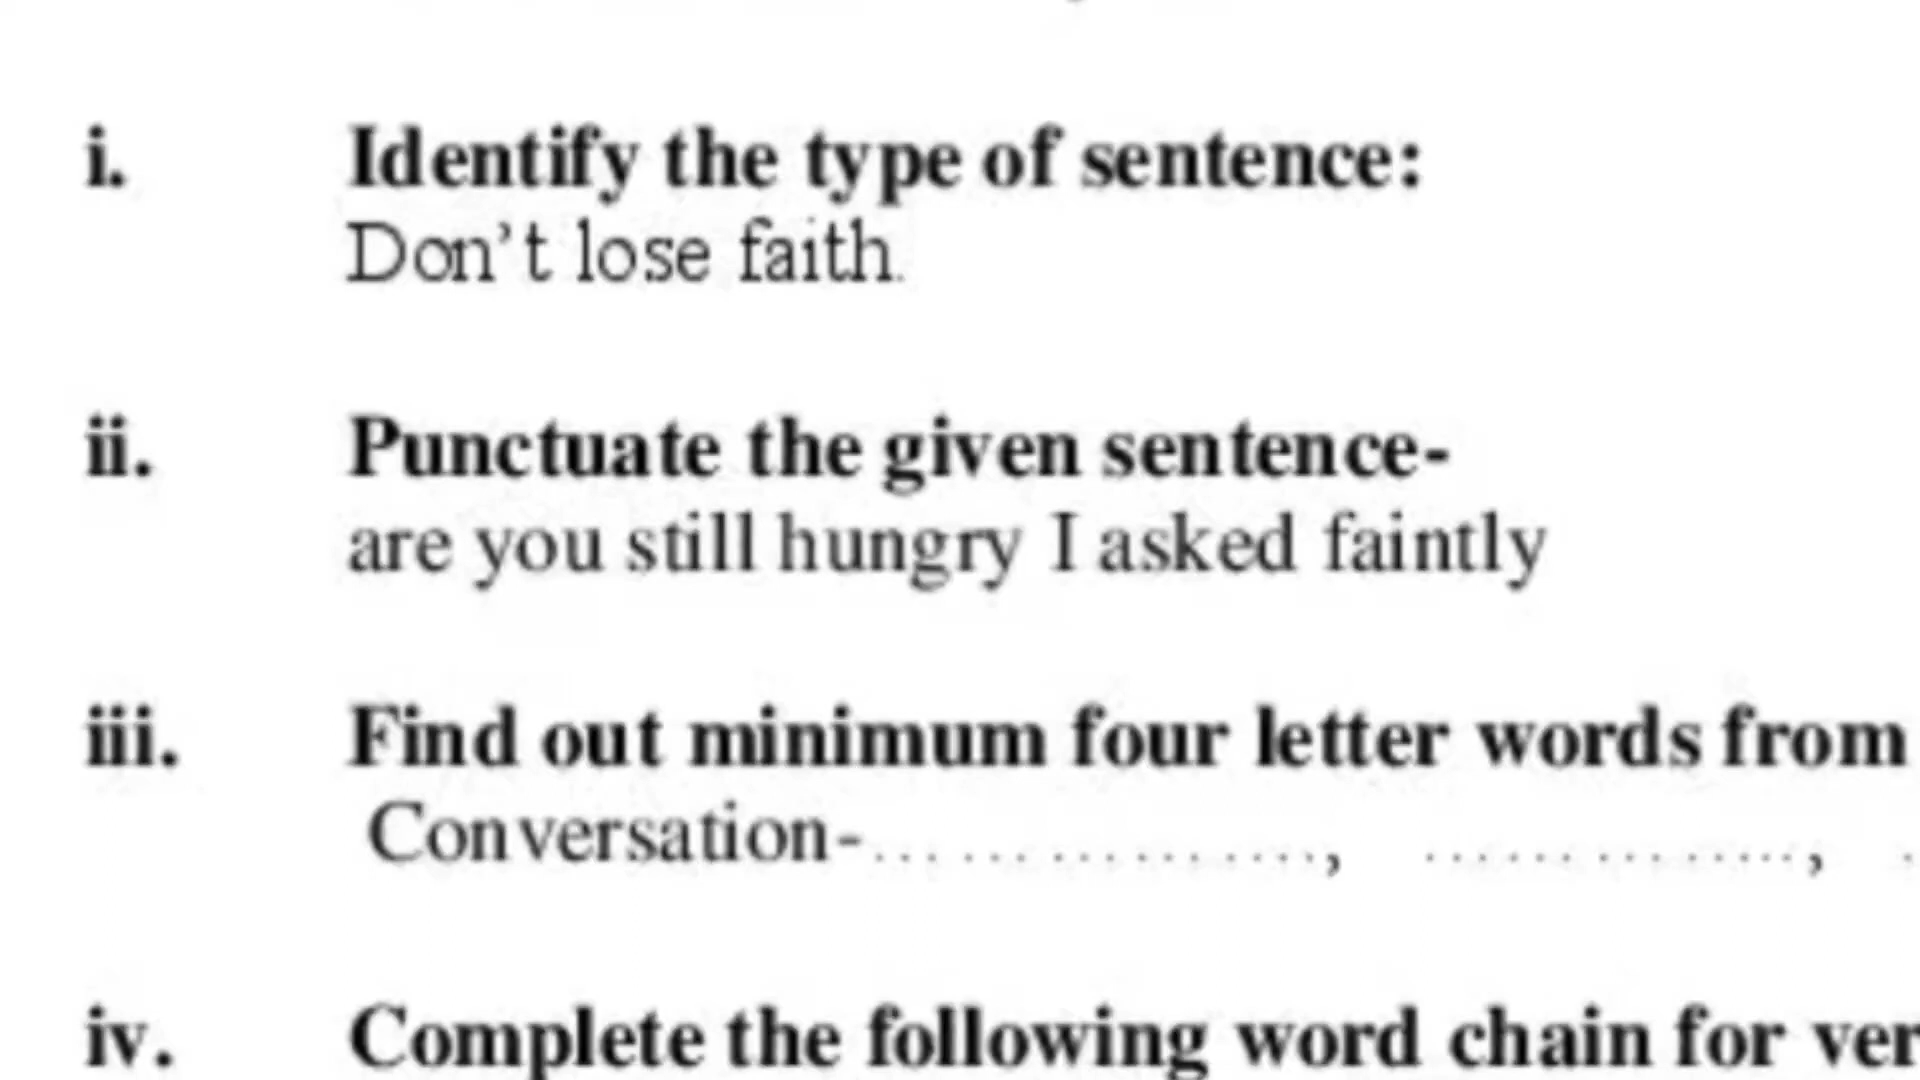 i. Identify the type of sentence:
Don't lose faith.
ii. Punctuate the given sentence-
are you still hungry I asked faintly
iii. Find out minimum four letter words from
Conversation-................., .............., .
iv. Complete the following word chain for